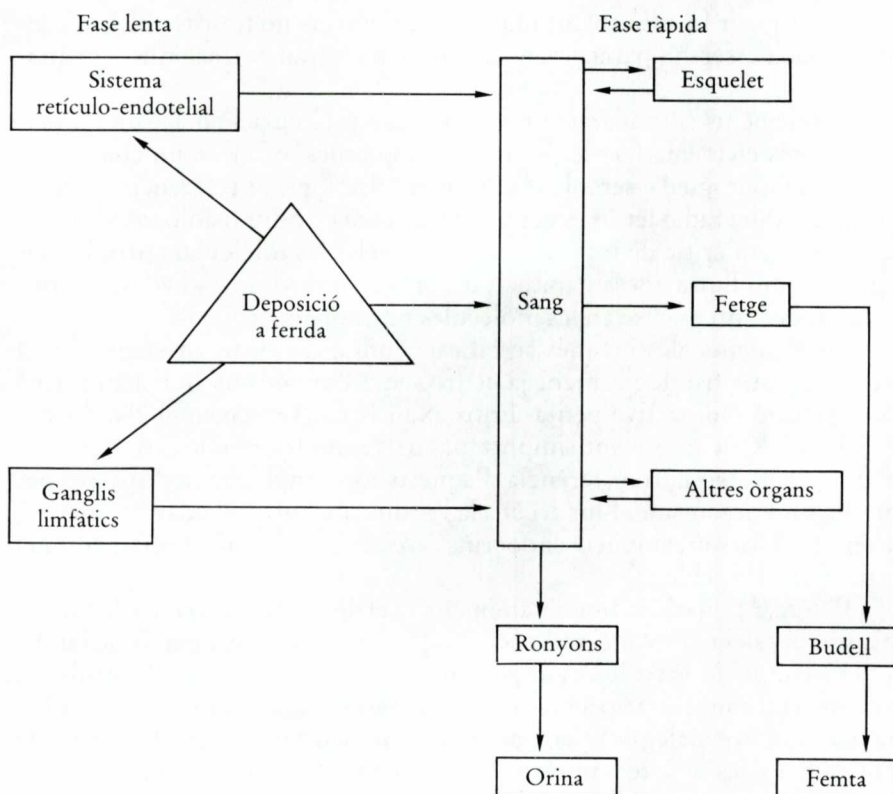 Fase lenta
Fase ràpida
Sistema
retículo-endotelial
Esquelet
Deposició
a ferida
Sang
Fetge
Ganglis
limfàtics
Altres òrgans
Ronyons
Budell
Orina
Femta